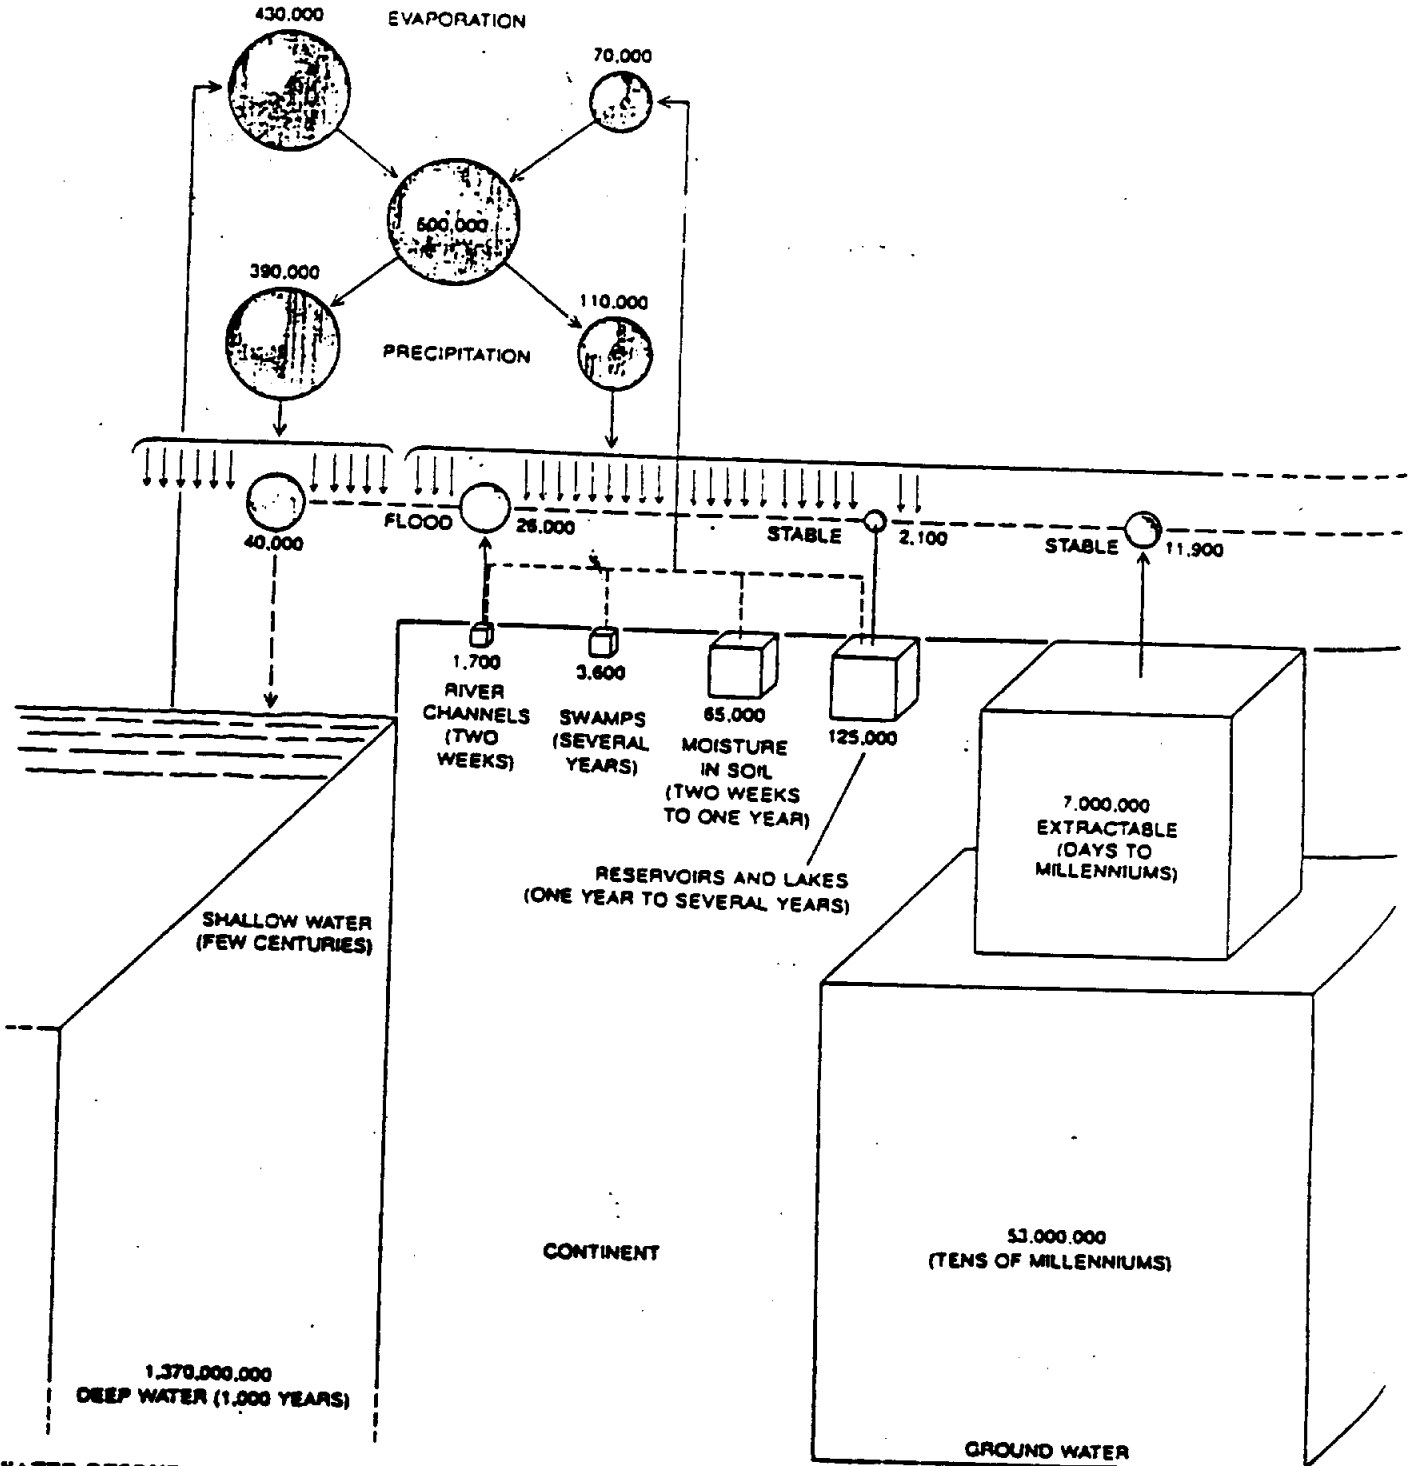 430,000
EVAPORATION
70,000
500,000
390,000
110,000
PRECIPITATION
40,000
FLOOD
26,000
STABLE
2,100
STABLE
11,900
1,700
RIVER
CHANNELS
(TWO
WEEKS)
3,600
SWAMPS
(SEVERAL
YEARS)
65,000
MOISTURE
IN SOIL
(TWO WEEKS
TO ONE YEAR)
125,000
RESERVOIRS AND LAKES
(ONE YEAR TO SEVERAL YEARS)
7,000,000
EXTRACTABLE
(DAYS TO
MILLENNIUMS)
SHALLOW WATER
(FEW CENTURIES)
CONTINENT
53,000,000
(TENS OF MILLENNIUMS)
1,370,000,000
DEEP WATER (1,000 YEARS)
GROUND WATER